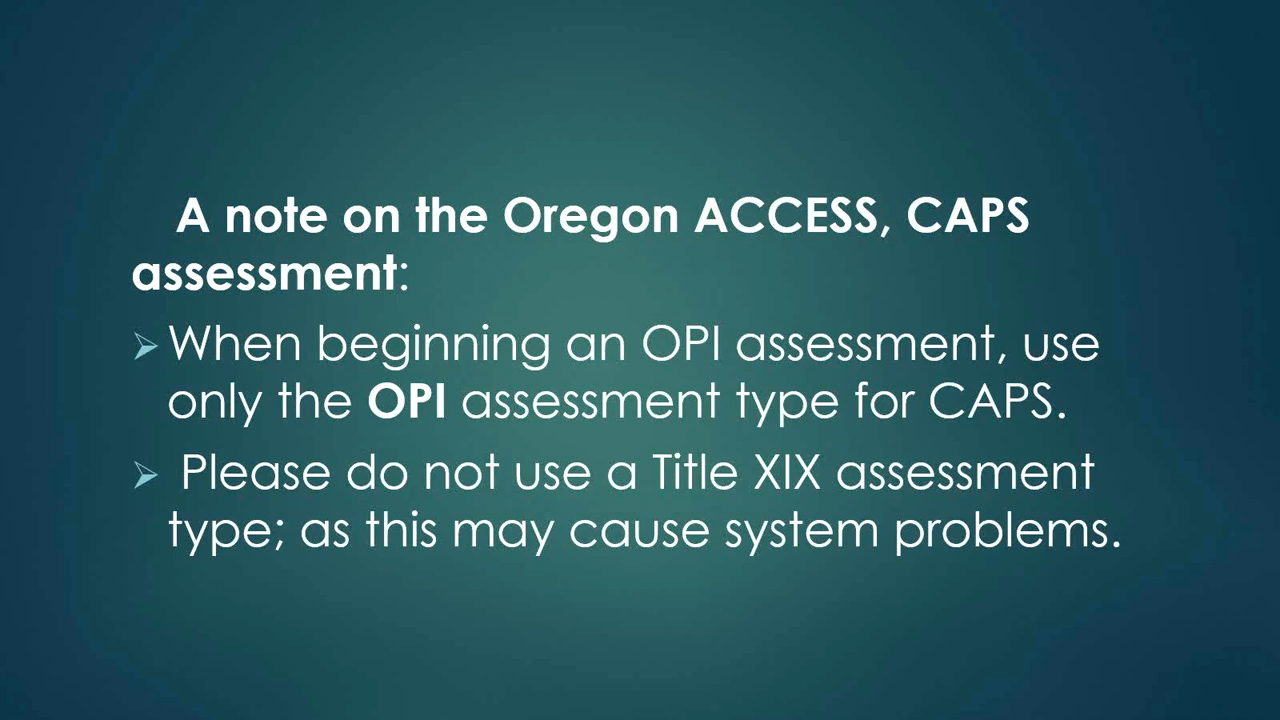 A note on the Oregon ACCESS, CAPS
assessment:
When beginning an OPI assessment, use
only the OPI assessment type for CAPS.
Please do not use a Title XIX assessment
type; as this may cause system problems.